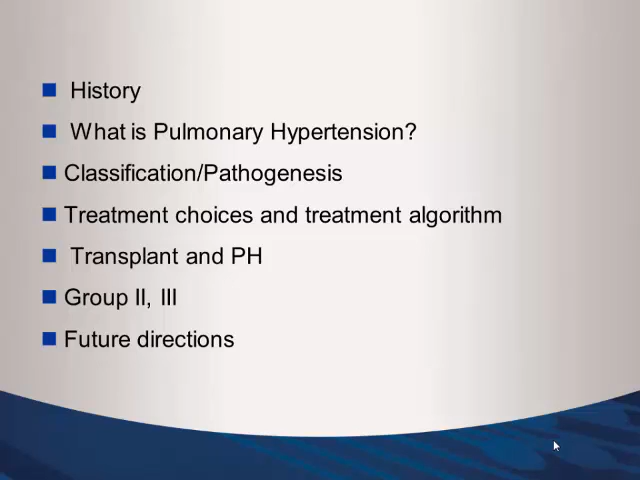 History
What is Pulmonary Hypertension?
Classification/Pathogenesis
Treatment choices and treatment algorithm
Transplant and PH
Group II, III
Future directions